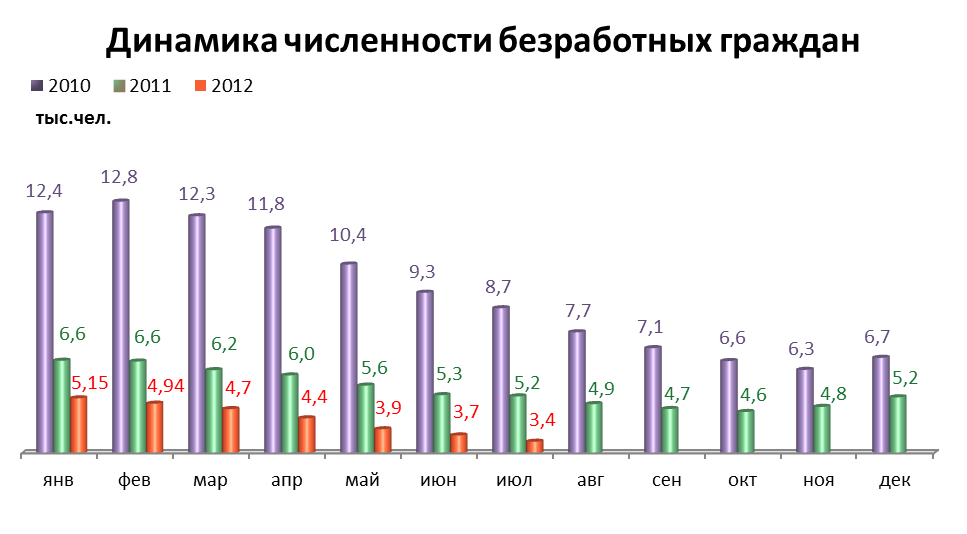 Динамика численности безработных граждан
2010 2011 2012
тыс.чел.
12,4 12,8 12,3 11,8 10,4 9,3 8,7 7,7 7,1 6,6 6,3 6,7
6,6 6,6 6,2 6,0 5,6 5,3 5,2 4,9 4,7 4,6 4,8 5,2
5,15 4,94 4,7 4,4 3,9 3,7 3,4
янв фев мар апр май июн июл авг сен окт ноя дек